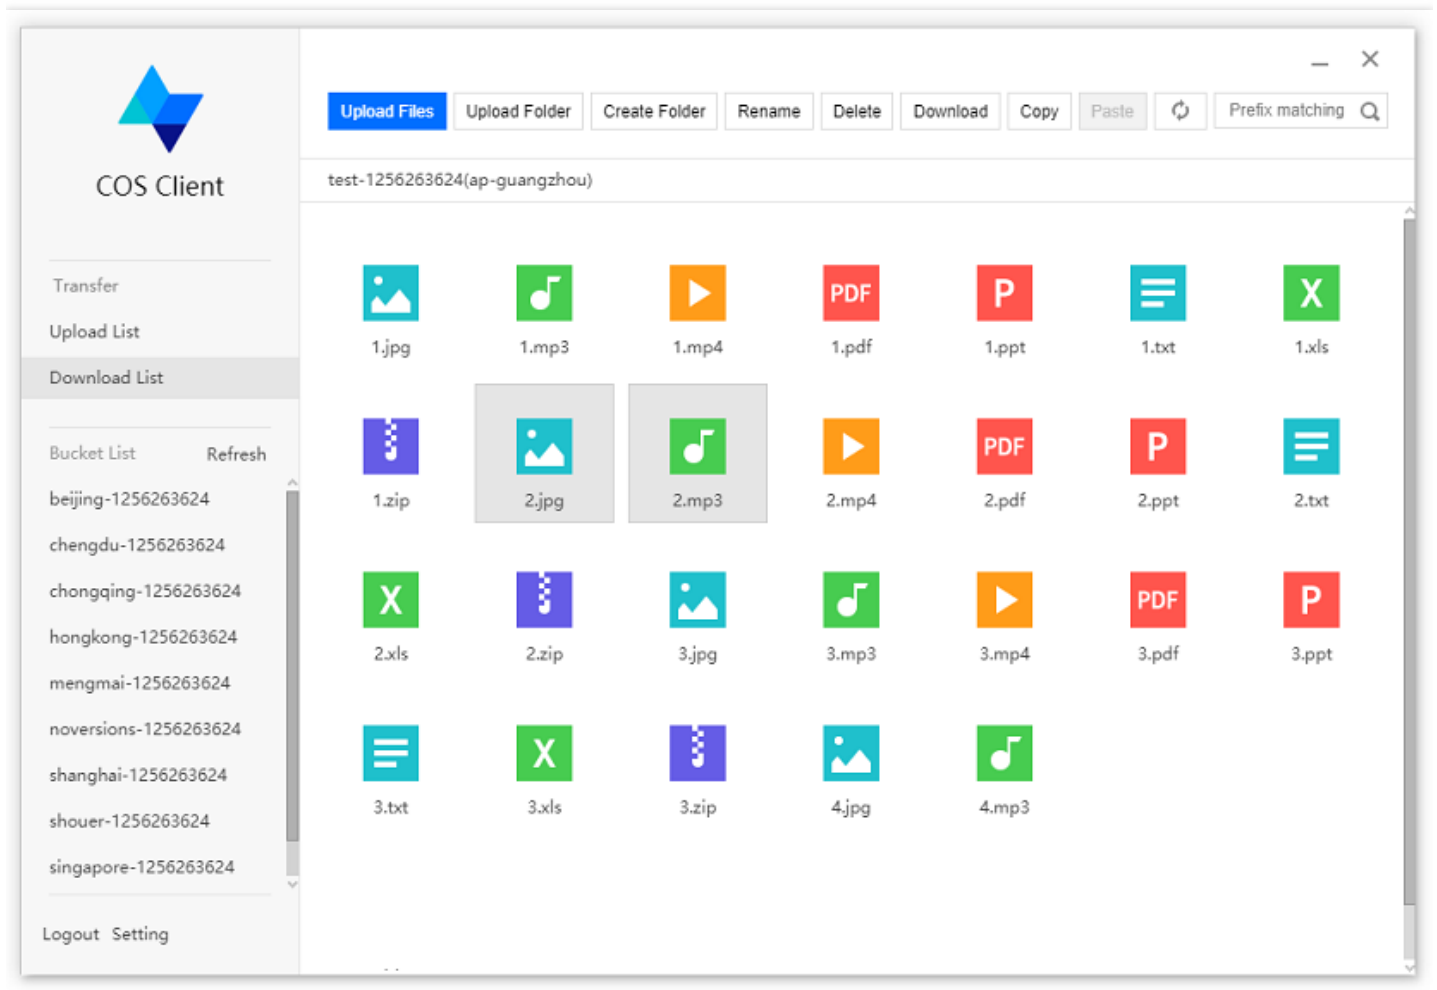 COS Client
Transfer
Upload List
Download List
Bucket List Refresh
beijing-1256263624
chengdu-1256263624
chongqing-1256263624
hongkong-1256263624
mengmai-1256263624
noversions-1256263624
shanghai-1256263624
shouer-1256263624
singapore-1256263624
Logout Setting
Upload Files Upload Folder Create Folder Rename Delete Download Copy Paste Prefix matching
test-1256263624(ap-guangzhou)
PDF P X
1.jpg 1.mp3 1.mp4 1.pdf 1.ppt 1.txt 1.xls
PDF P
1.zip 2.jpg 2.mp3 2.mp4 2.pdf 2.ppt 2.txt
X PDF P
2.xls 2.zip 3.jpg 3.mp3 3.mp4 3.pdf 3.ppt
X
3.txt 3.xls 3.zip 4.jpg 4.mp3